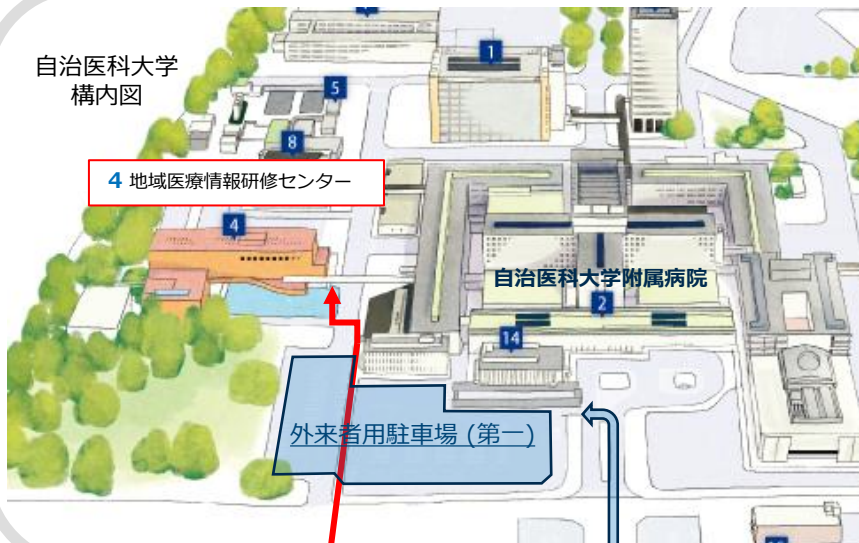 自治医科大学
構内図
1
5
8
4 地域医療情報研修センター
4
自治医科大学附属病院
2
14
外来者用駐車場 (第一)